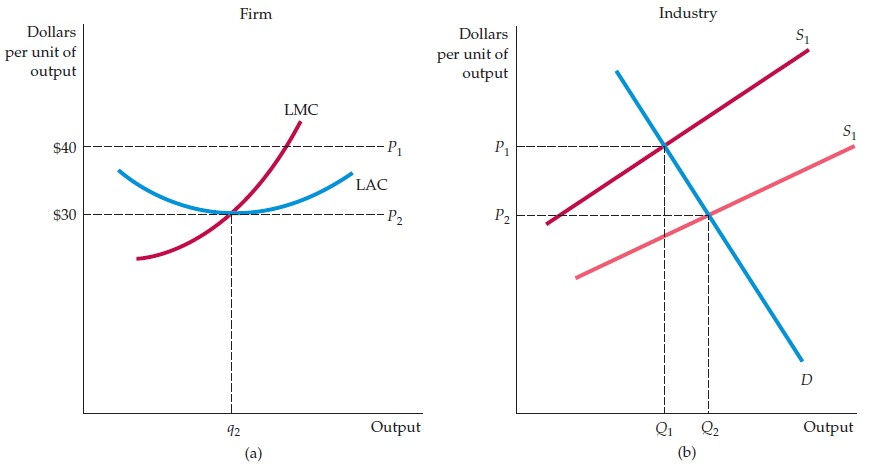 Firm
Dollars
per unit of
output
LMC
$40
P1
LAC
$30
P2
q2
Output
(a)
Industry
Dollars
per unit of
output
S1
S1
P1
P2
D
Q1
Q2
Output
(b)